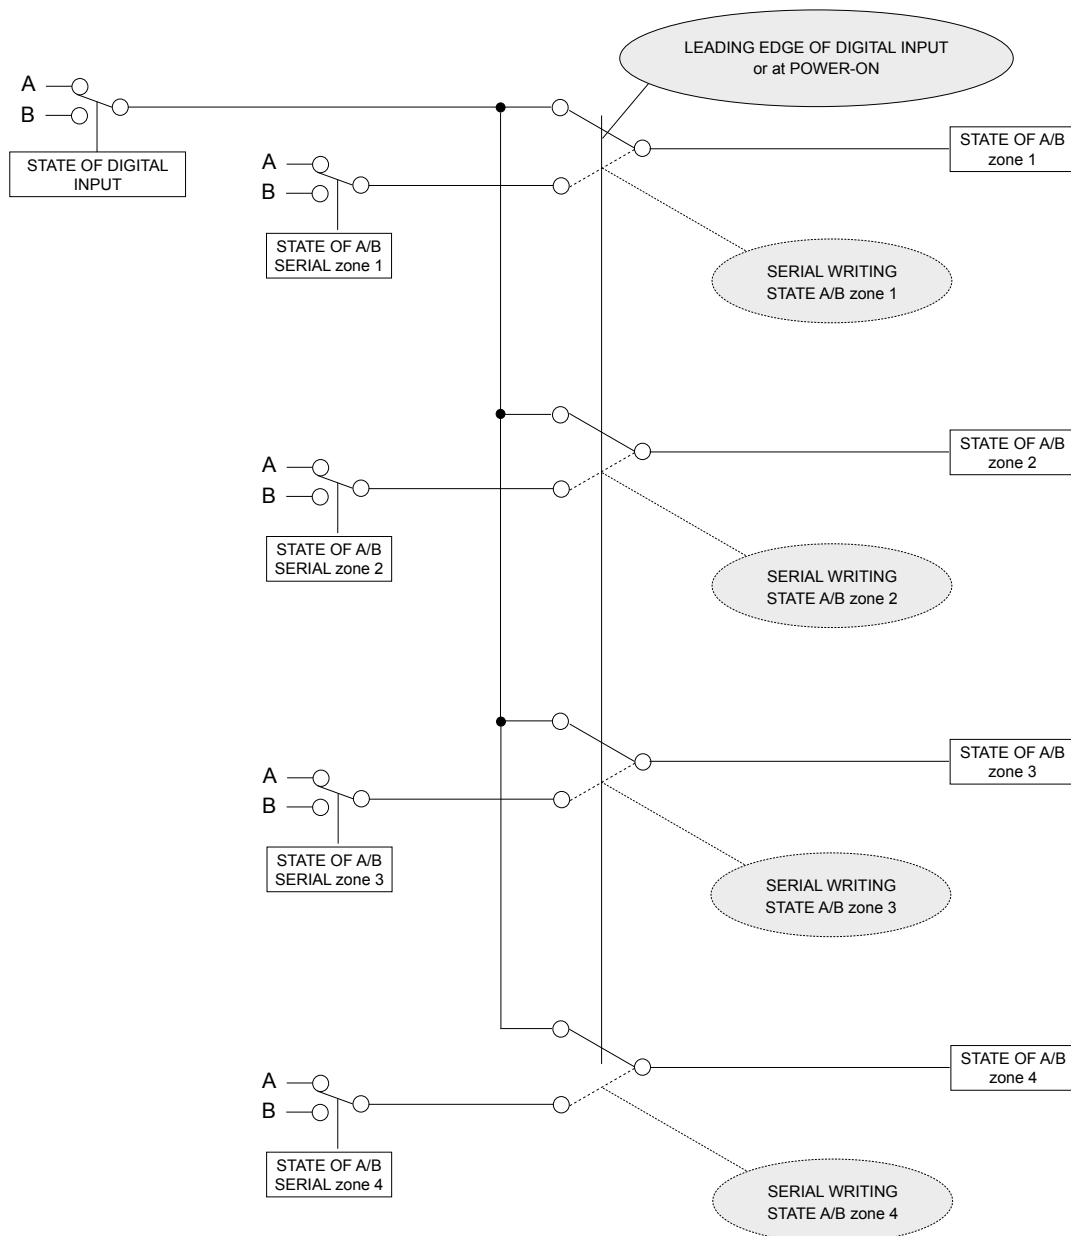 LEADING EDGE OF DIGITAL INPUT
or at POWER-ON
A
B
STATE OF DIGITAL
INPUT
STATE OF A/B
zone 1
A
B
STATE OF A/B
SERIAL zone 1
SERIAL WRITING
STATE A/B zone 1
STATE OF A/B
zone 2
A
B
STATE OF A/B
SERIAL zone 2
SERIAL WRITING
STATE A/B zone 2
STATE OF A/B
zone 3
A
B
STATE OF A/B
SERIAL zone 3
SERIAL WRITING
STATE A/B zone 3
STATE OF A/B
zone 4
A
B
STATE OF A/B
SERIAL zone 4
SERIAL WRITING
STATE A/B zone 4